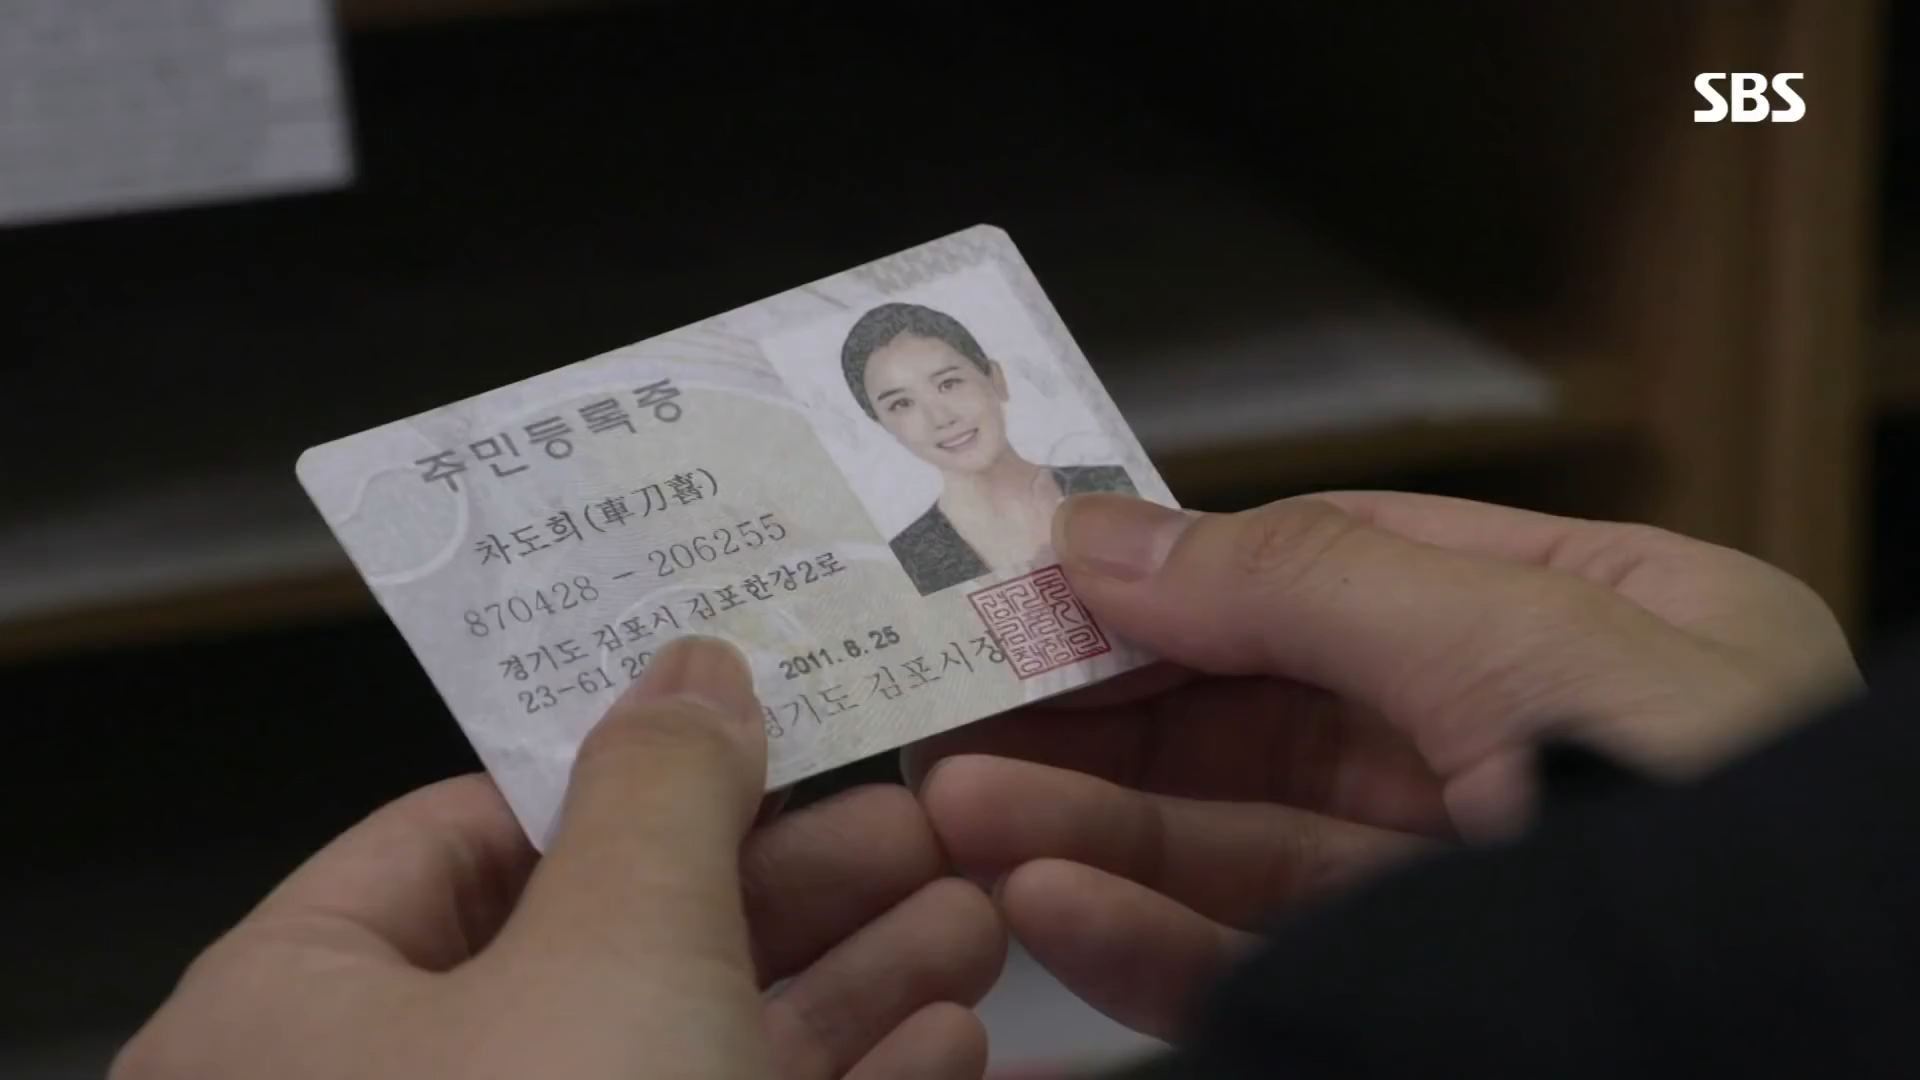 SBS
주민등록증
차도희(車刀喜)
870428 - 206255
경기도 김포시 김포한강2로
23-61
2011.6.25
경기도 김포시장